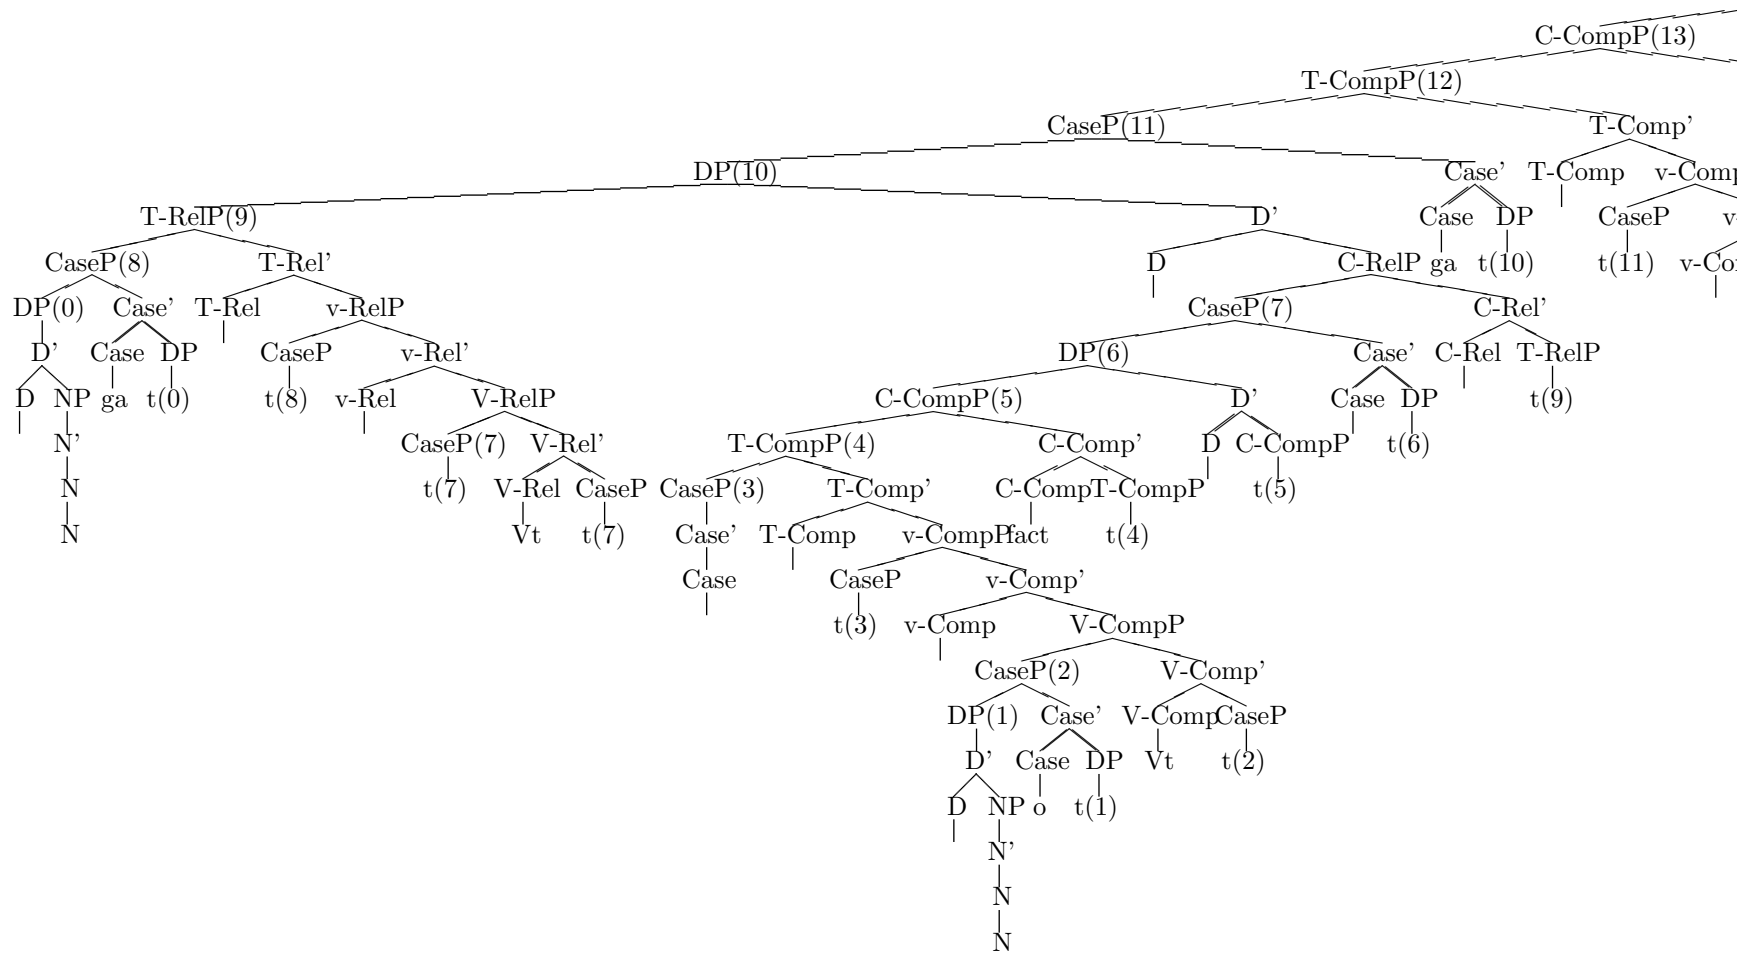 C-CompP(13)
T-CompP(12)
CaseP(11) T-Comp'
DP(10) Case' T-Comp v-Comp
T-RelP(9) D' Case DP CaseP v-
CaseP(8) T-Rel' D C-RelP ga t(10) t(11) v-Co
DP(0) Case' T-Rel v-RelP CaseP(7) C-Rel'
D' Case DP CaseP v-Rel' DP(6) Case' C-Rel T-RelP
D NP ga t(0) t(8) v-Rel V-RelP C-CompP(5) D' Case DP t(9)
N' CaseP(7) V-Rel' T-CompP(4) C-Comp' D C-CompP t(6)
N t(7) V-Rel CaseP CaseP(3) T-Comp' C-Comp T-CompP t(5)
N Vt t(7) Case' T-Comp v-CompP fact t(4)
Case CaseP v-Comp'
t(3) v-Comp V-CompP
CaseP(2) V-Comp'
DP(1) Case' V-Comp CaseP
D' Case DP Vt t(2)
D NP o t(1)
N'
N
N